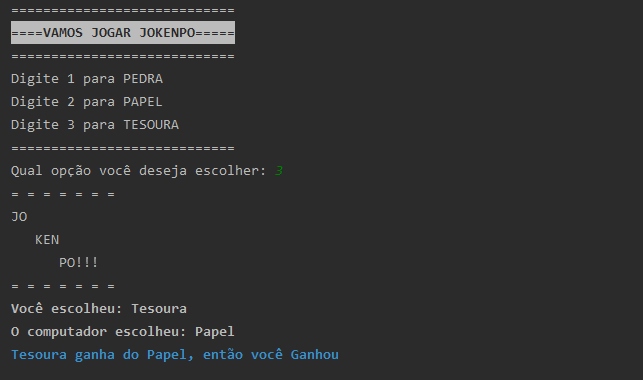 ============================
====VAMOS JOGAR JOKENPO=====
============================
Digite 1 para PEDRA
Digite 2 para PAPEL
Digite 3 para TESOURA
============================
Qual opção você deseja escolher: 3
= = = = = = =
JO
   KEN
      PO!!!
= = = = = = =
Você escolheu: Tesoura
O computador escolheu: Papel
Tesoura ganha do Papel, então você Ganhou